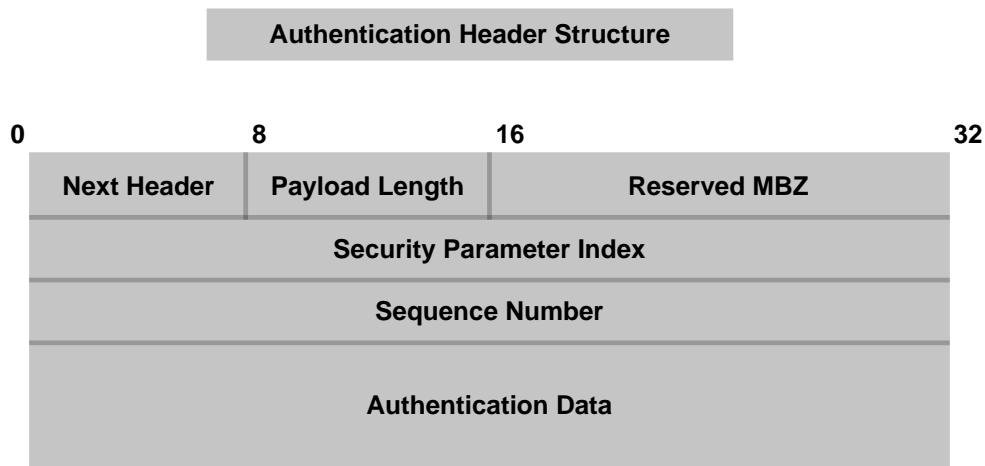 Authentication Header Structure
0 8 16 32
Next Header Payload Length Reserved MBZ
Security Parameter Index
Sequence Number
Authentication Data